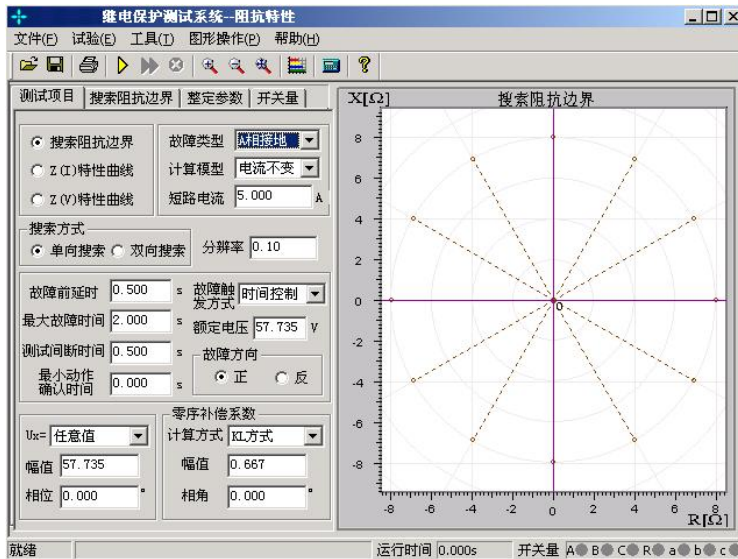 继电保护测试系统--阻抗特性
文件(F) 试验(E) 工具(T) 图形操作(P) 帮助(H)
测试项目 搜索阻抗边界 整定参数 开关量
搜索阻抗边界 故障类型 A相接地
Z(I)特性曲线 计算模型 电流不变
Z(V)特性曲线 短路电流 5.000 A
搜索方式
单向搜索 双向搜索 分辨率 0.10
故障前延时 0.500 s 故障触发方式 时间控制
最大故障时间 2.000 s 额定电压 57.735 V
测试间断时间 0.500 s 故障方向
最小动作确认时间 0.000 s 正 反
零序补偿系数
Ux= 任意值 计算方式 KL方式
幅值 57.735 幅值 0.667
相位 0.000 ° 相角 0.000 °
X[Ω] 搜索阻抗边界
8
6
4
2
0
0
-2
-4
-6
-8
-8 -6 -4 -2 0 2 4 6 8
R[Ω]
就绪 运行时间 0.000s 开关量 A B C R a b c